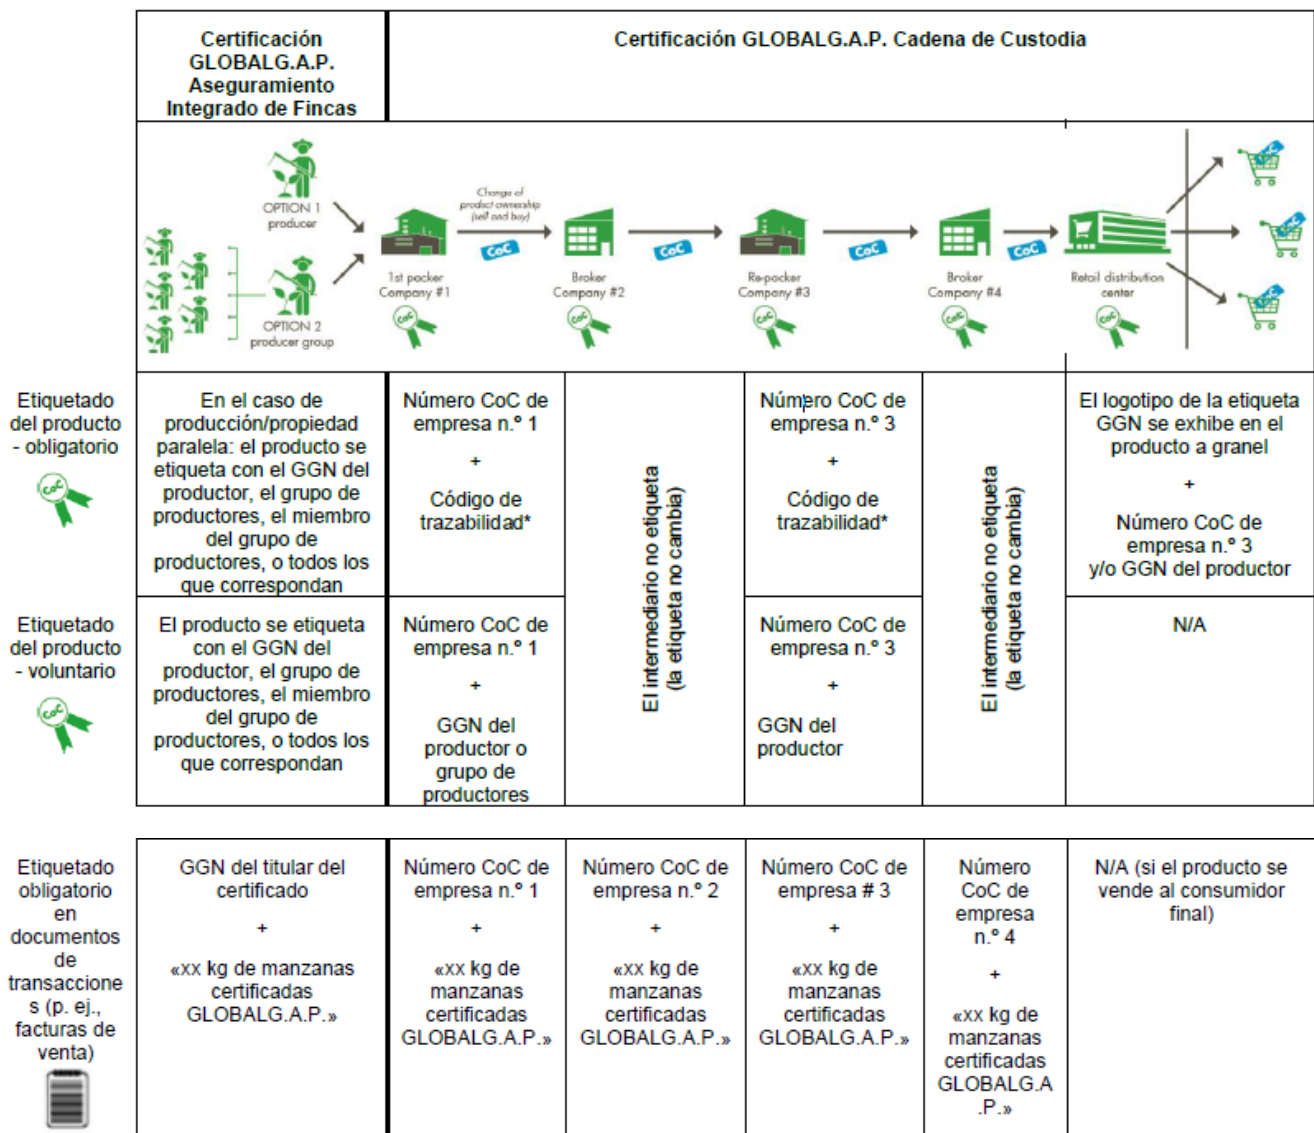 Certificación
GLOBALG.A.P.
Aseguramiento
Integrado de Fincas
Certificación GLOBALG.A.P. Cadena de Custodia
OPTION 1
producer
OPTION 2
producer group
1st packer
Company #1
CoC
Change of
product ownership
(sell and buy)
CoC
Broker
Company #2
CoC
CoC
Re-packer
Company #3
CoC
CoC
Broker
Company #4
CoC
CoC
Retail distribution
center
CoC
CoC
CoC
CoC
Etiquetado
del producto
- obligatorio
CoC
En el caso de
producción/propiedad
paralela: el producto se
etiqueta con el GGN del
productor, el grupo de
productores, el miembro
del grupo de
productores, o todos los
que correspondan
Número CoC de
empresa n.º 1
+
Código de
trazabilidad*
El intermediario no etiqueta
(la etiqueta no cambia)
Número CoC de
empresa n.º 3
+
Código de
trazabilidad*
El intermediario no etiqueta
(la etiqueta no cambia)
El logotipo de la etiqueta
GGN se exhibe en el
producto a granel
+
Número CoC de
empresa n.º 3
y/o GGN del productor
Etiquetado
del producto
- voluntario
CoC
El producto se etiqueta
con el GGN del
productor, el grupo de
productores, el miembro
del grupo de
productores, o todos los
que correspondan
Número CoC de
empresa n.º 1
+
GGN del
productor o
grupo de
productores
Número CoC de
empresa n.º 3
+
GGN del
productor
N/A
Etiquetado
obligatorio
en
documentos
de
transaccione
s (p. ej.,
facturas de
venta)
GGN del titular del
certificado
+
«xx kg de manzanas
certificadas
GLOBALG.A.P.»
Número CoC de
empresa n.º 1
+
«xx kg de
manzanas
certificadas
GLOBALG.A.P.»
Número CoC de
empresa n.º 2
+
«xx kg de
manzanas
certificadas
GLOBALG.A.P.»
Número CoC de
empresa # 3
+
«xx kg de
manzanas
certificadas
GLOBALG.A.P.»
Número
CoC de
empresa
n.º 4
+
«xx kg de
manzanas
certificadas
GLOBALG.A
.P.»
N/A (si el producto se
vende al consumidor
final)